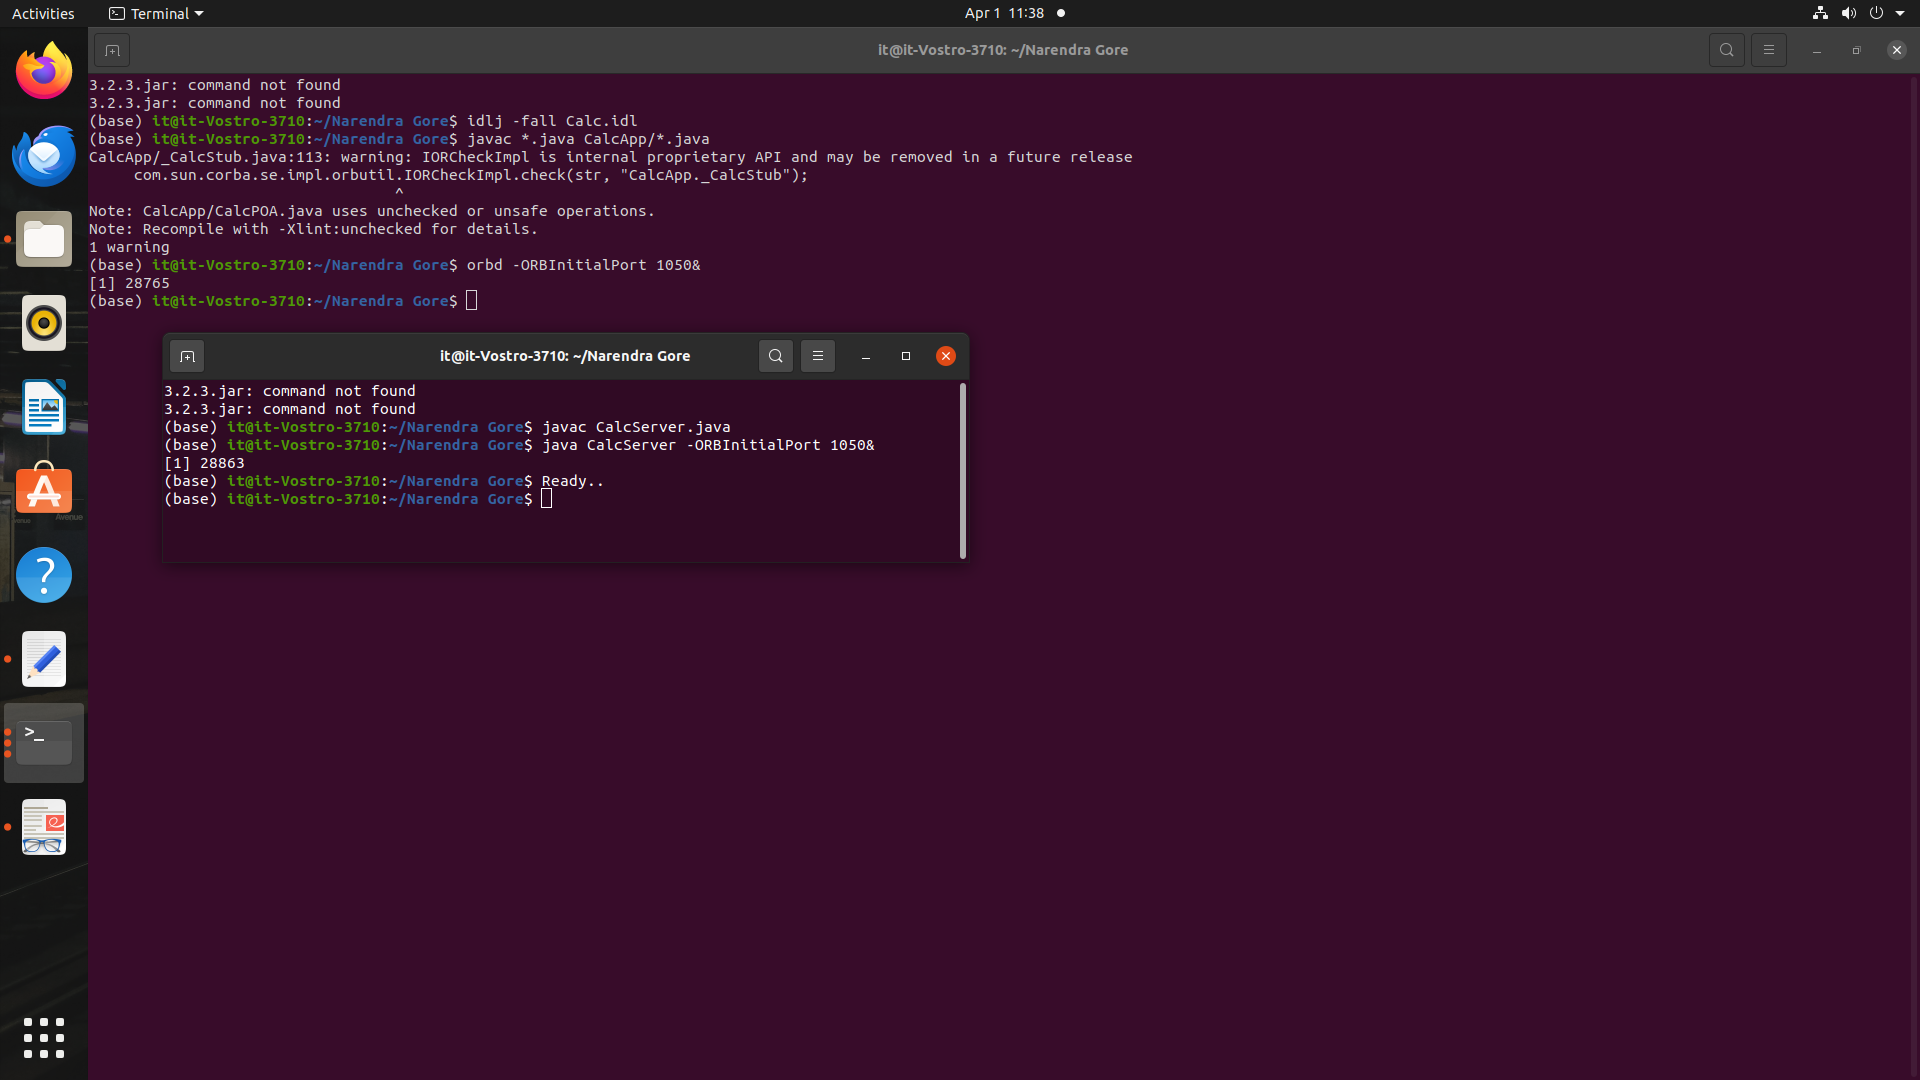 Activities
Terminal
Apr 1 11:38
it@it-Vostro-3710: ~/Narendra Gore
3.2.3.jar: command not found
3.2.3.jar: command not found
(base) it@it-Vostro-3710:~/Narendra Gore$ idlj -fall Calc.idl
(base) it@it-Vostro-3710:~/Narendra Gore$ javac *.java CalcApp/*.java
CalcApp/_CalcStub.java:113: warning: IORCheckImpl is internal proprietary API and may be removed in a future release
com.sun.corba.se.impl.orbutil.IORCheckImpl.check(str, "CalcApp._CalcStub");
^
Note: CalcApp/CalcPOA.java uses unchecked or unsafe operations.
Note: Recompile with -Xlint:unchecked for details.
1 warning
(base) it@it-Vostro-3710:~/Narendra Gore$ orbd -ORBInitialPort 1050&
[1] 28765
(base) it@it-Vostro-3710:~/Narendra Gore$
it@it-Vostro-3710: ~/Narendra Gore
3.2.3.jar: command not found
3.2.3.jar: command not found
(base) it@it-Vostro-3710:~/Narendra Gore$ javac CalcServer.java
(base) it@it-Vostro-3710:~/Narendra Gore$ java CalcServer -ORBInitialPort 1050&
[1] 28863
(base) it@it-Vostro-3710:~/Narendra Gore$ Ready..
(base) it@it-Vostro-3710:~/Narendra Gore$